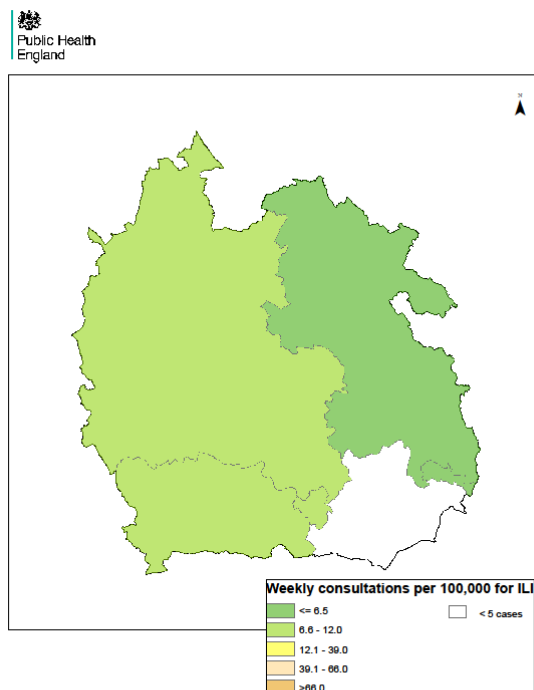 Public Health
England
N
Weekly consultations per 100,000 for ILI
<= 6.5
< 5 cases
6.6 - 12.0
12.1 - 39.0
39.1 - 66.0
>66.0